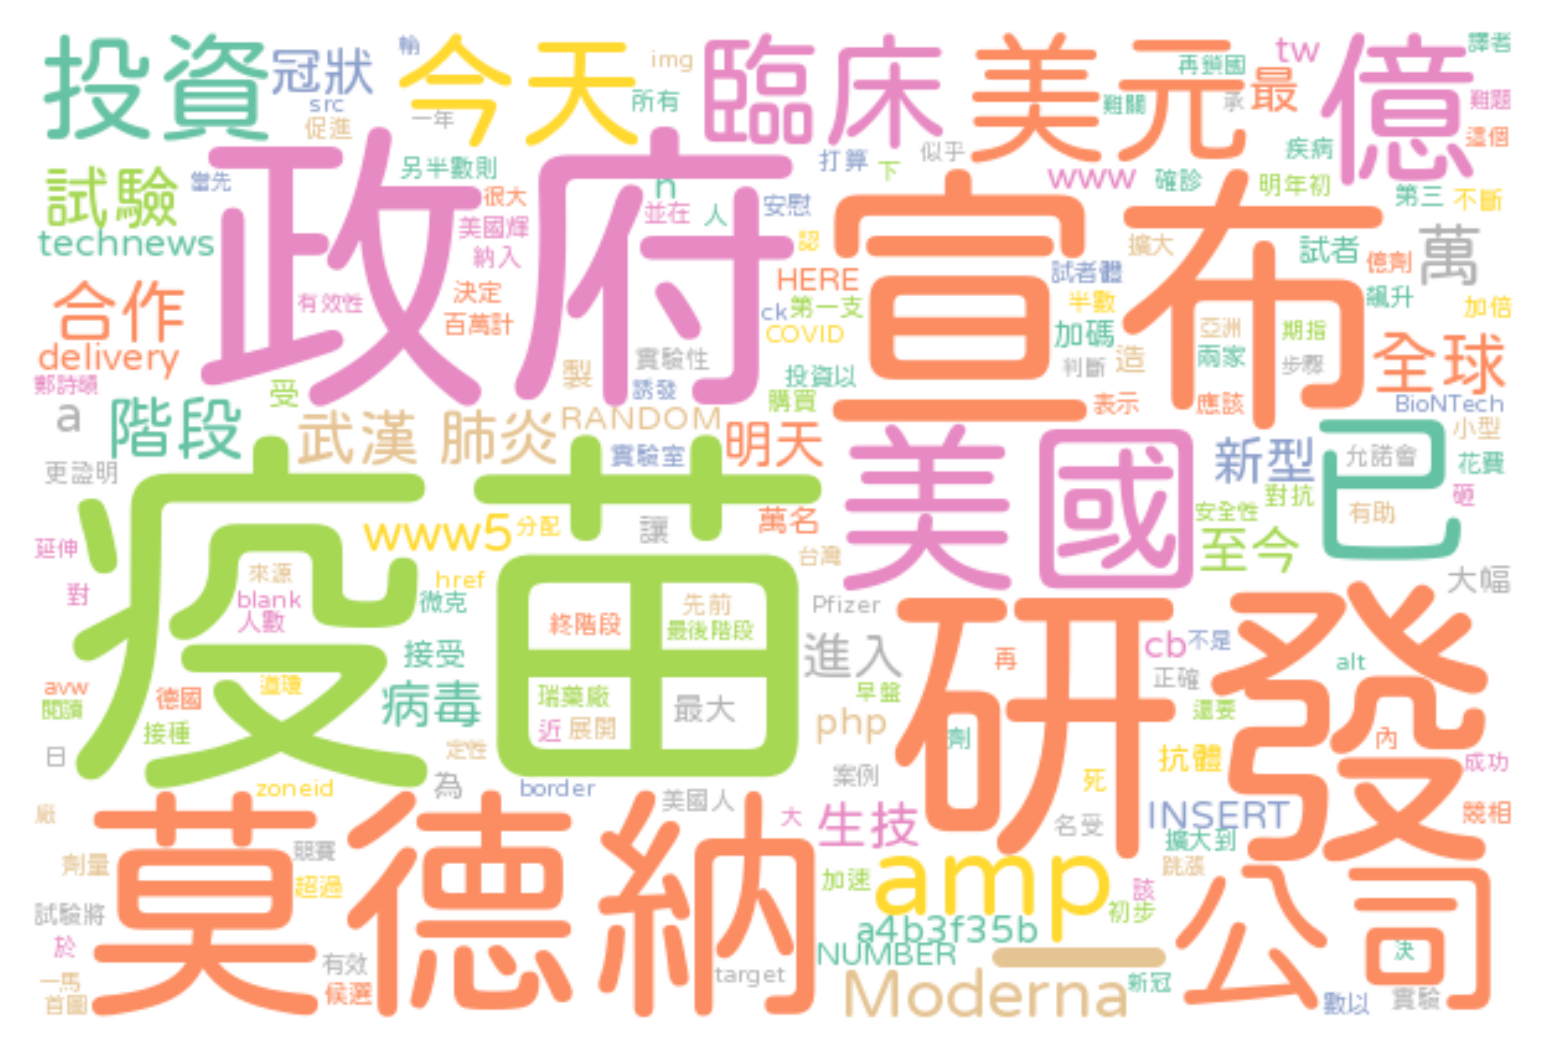 投資
冠狀
src
促進
輸
一年
今天
img
所有
臨床
美元
再鎖國
難關
承
最
tw
億
譯者
難題
這個
試驗
當先
另半數則
政府
很大
美國輝
納入
n
並在
人
安慰
打算
下
似乎
認
www
確診
疾病
明年初
第三
不斷
technews
宣布
擴大
試者體
試者
億劑
萬
合作
有效性
決定
百萬計
HERE
ck
第一支
COVID
半數
加碼
飆升
加倍
delivery
製
實驗性
誘發
投資以
購買
判斷
造
亞洲
兩家
期指
步驟
全球
a
階段
受
武漢
肺炎
RANDOM
實驗室
明天
表示
應該
BioNTech
小型
疫苗
美國
新型
已
允諾會
花費
對抗
砸
有助
安全性
至今
www5
分配
讓
萬名
台灣
延伸
對
來源
blank
人數
href
微克
終階段
先前
最後階段
Pfizer
大幅
研發
接受
進入
再
cb
不是
正確
alt
avw
閱讀
德國
病毒
瑞藥廠
近
展開
最大
早盤
php
劑
還要
日
接種
定性
為
案例
死
抗體
內
成功
zoneid
border
美國人
大
生技
名受
INSERT
擴大到
競相
廠
莫德納
劑量
競賽
超過
加速
amp
跳漲
該
初步
公司
試驗將
於
a4b3f35b
NUMBER
決
一馬
首圖
有效
候選
target
Moderna
新冠
數以
實驗